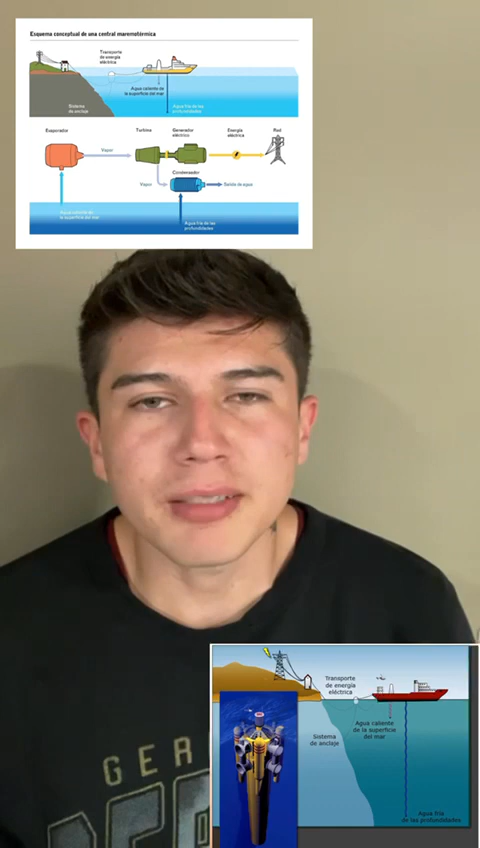 Esquema conceptual de una central maremotérmica
Transporte
de energía
eléctrica
Agua caliente de
la superficie del mar
Sistema
de anclaje
Agua fría de las
profundidades
Evaporador
Turbina
Generador
eléctrico
Energía
eléctrica
Red
Vapor
Condensador
Vapor
Salida de agua
Agua caliente de
la superficie del mar
Agua fría de las
profundidades
Transporte
de energía
eléctrica
Agua caliente
de la superficie
del mar
Sistema
de anclaje
Agua fría
de las profundidades
GER